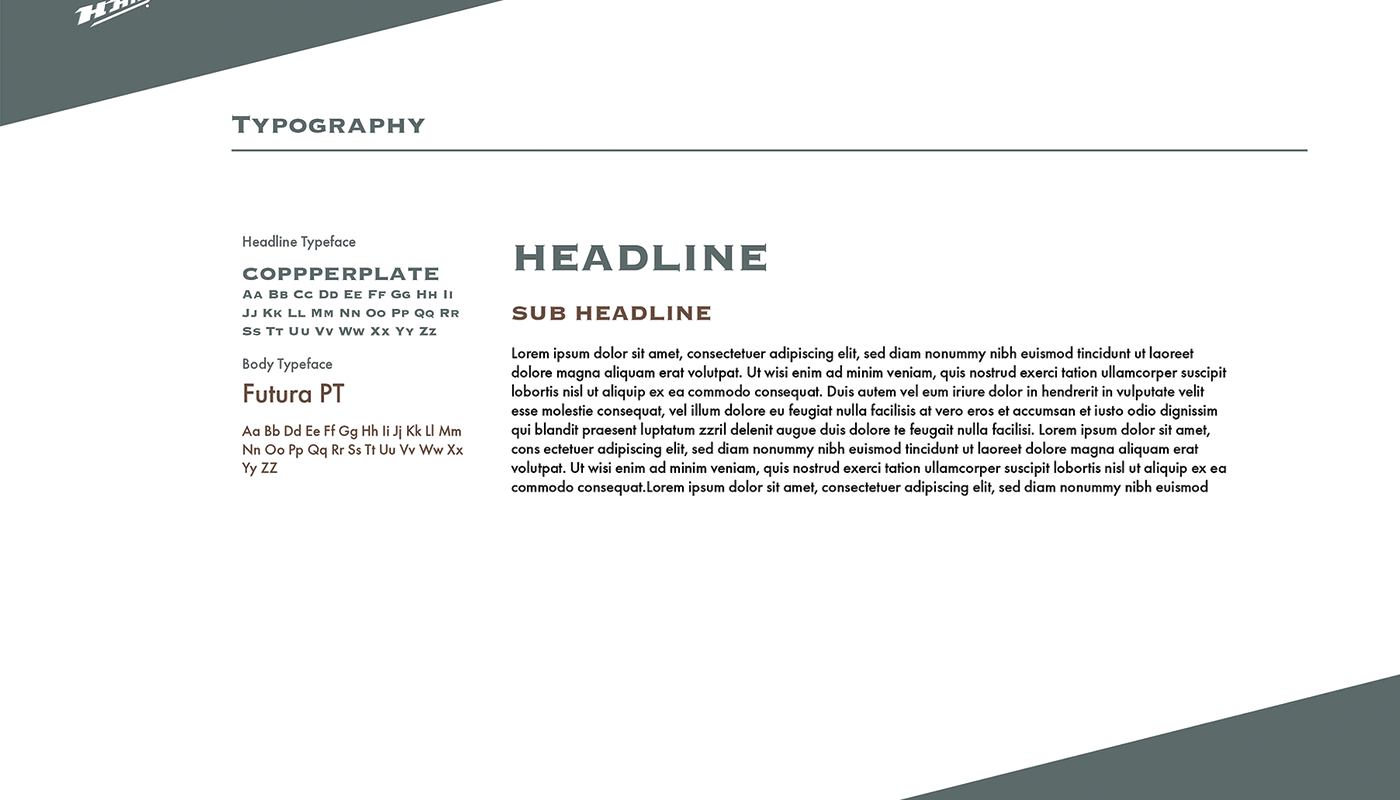 Typography
Headline Typeface
COPPPERPLATE
Aa Bb Cc Dd Ee Ff Gg Hh Ii
Jj Kk Ll Mm Nn Oo Pp Qq Rr
Ss Tt Uu Vv Ww Xx Yy Zz
Body Typeface
Futura PT
Aa Bb Dd Ee Ff Gg Hh Ii Jj Kk Ll Mm
Nn Oo Pp Qq Rr Ss Tt Uu Vv Ww Xx
Yy ZZ
HEADLINE
SUB HEADLINE
Lorem ipsum dolor sit amet, consectetuer adipiscing elit, sed diam nonummy nibh euismod tincidunt ut laoreet
dolore magna aliquam erat volutpat. Ut wisi enim ad minim veniam, quis nostrud exerci tation ullamcorper suscipit
lobortis nisl ut aliquip ex ea commodo consequat. Duis autem vel eum iriure dolor in hendrerit in vulputate velit
esse molestie consequat, vel illum dolore eu feugiat nulla facilisis at vero eros et accumsan et iusto odio dignissim
qui blandit praesent luptatum zzril delenit augue duis dolore te feugait nulla facilisi. Lorem ipsum dolor sit amet,
cons ectetuer adipiscing elit, sed diam nonummy nibh euismod tincidunt ut laoreet dolore magna aliquam erat
volutpat. Ut wisi enim ad minim veniam, quis nostrud exerci tation ullamcorper suscipit lobortis nisl ut aliquip ex ea
commodo consequat.Lorem ipsum dolor sit amet, consectetuer adipiscing elit, sed diam nonummy nibh euismod